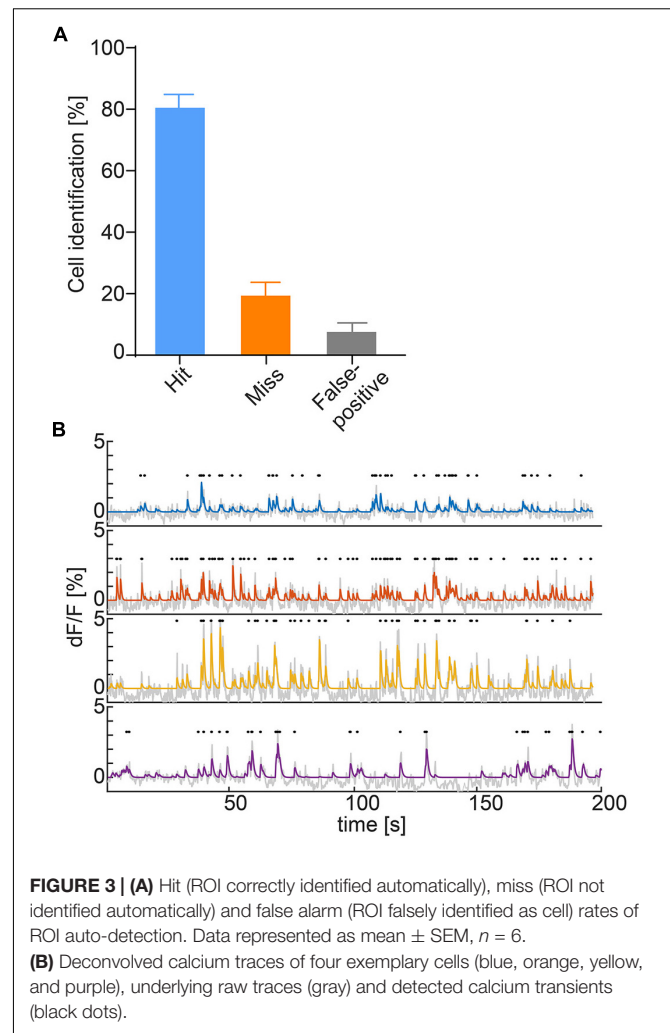 A
Cell identification [%]
100
80
60
40
20
0
Hit
Miss
False-
positive
B
dF/F [%]
5
0
5
0
5
0
5
0
50
100
150
200
time [s]
FIGURE 3 | (A) Hit (ROI correctly identified automatically), miss (ROI not
identified automatically) and false alarm (ROI falsely identified as cell) rates of
ROI auto-detection. Data represented as mean ± SEM, n = 6.
(B) Deconvolved calcium traces of four exemplary cells (blue, orange, yellow,
and purple), underlying raw traces (gray) and detected calcium transients
(black dots).